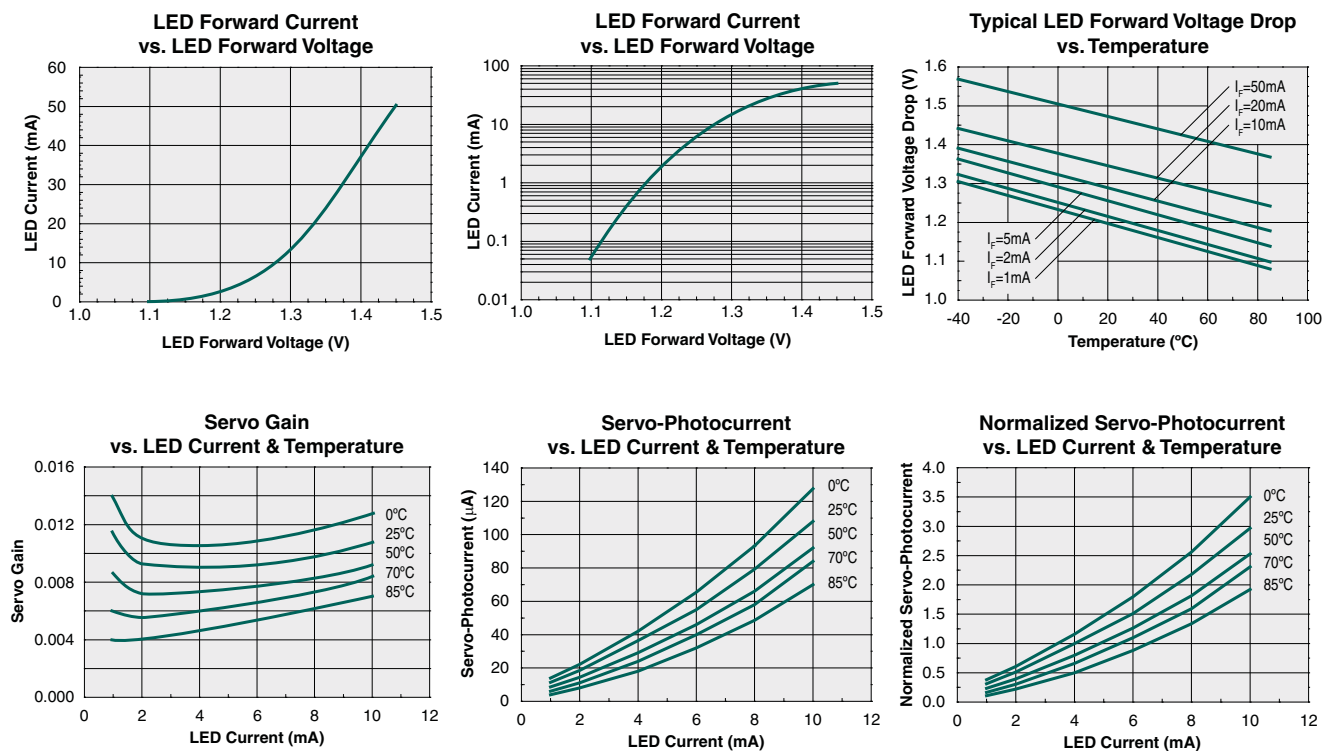 LED Forward Current
vs. LED Forward Voltage
LED Current (mA)
60
50
40
30
20
10
0
1.0 1.1 1.2 1.3 1.4 1.5
LED Forward Voltage (V)
LED Forward Current
vs. LED Forward Voltage
LED Current (mA)
100
10
1
0.1
0.01
1.0 1.1 1.2 1.3 1.4 1.5
LED Forward Voltage (V)
Typical LED Forward Voltage Drop
vs. Temperature
LED Forward Voltage Drop (V)
1.6
1.5
1.4
1.3
1.2
1.1
1.0
I_F=50mA
I_F=20mA
I_F=10mA
I_F=5mA
I_F=2mA
I_F=1mA
-40 -20 0 20 40 60 80 100
Temperature (ºC)
Servo Gain
vs. LED Current & Temperature
Servo Gain
0.016
0.012
0.008
0.004
0.000
0ºC
25ºC
50ºC
70ºC
85ºC
0 2 4 6 8 10 12
LED Current (mA)
Servo-Photocurrent
vs. LED Current & Temperature
Servo-Photocurrent (µA)
140
120
100
80
60
40
20
0
0ºC
25ºC
50ºC
70ºC
85ºC
0 2 4 6 8 10 12
LED Current (mA)
Normalized Servo-Photocurrent
vs. LED Current & Temperature
Normalized Servo-Photocurrent
4.0
3.5
3.0
2.5
2.0
1.5
1.0
0.5
0.0
0ºC
25ºC
50ºC
70ºC
85ºC
0 2 4 6 8 10 12
LED Current (mA)